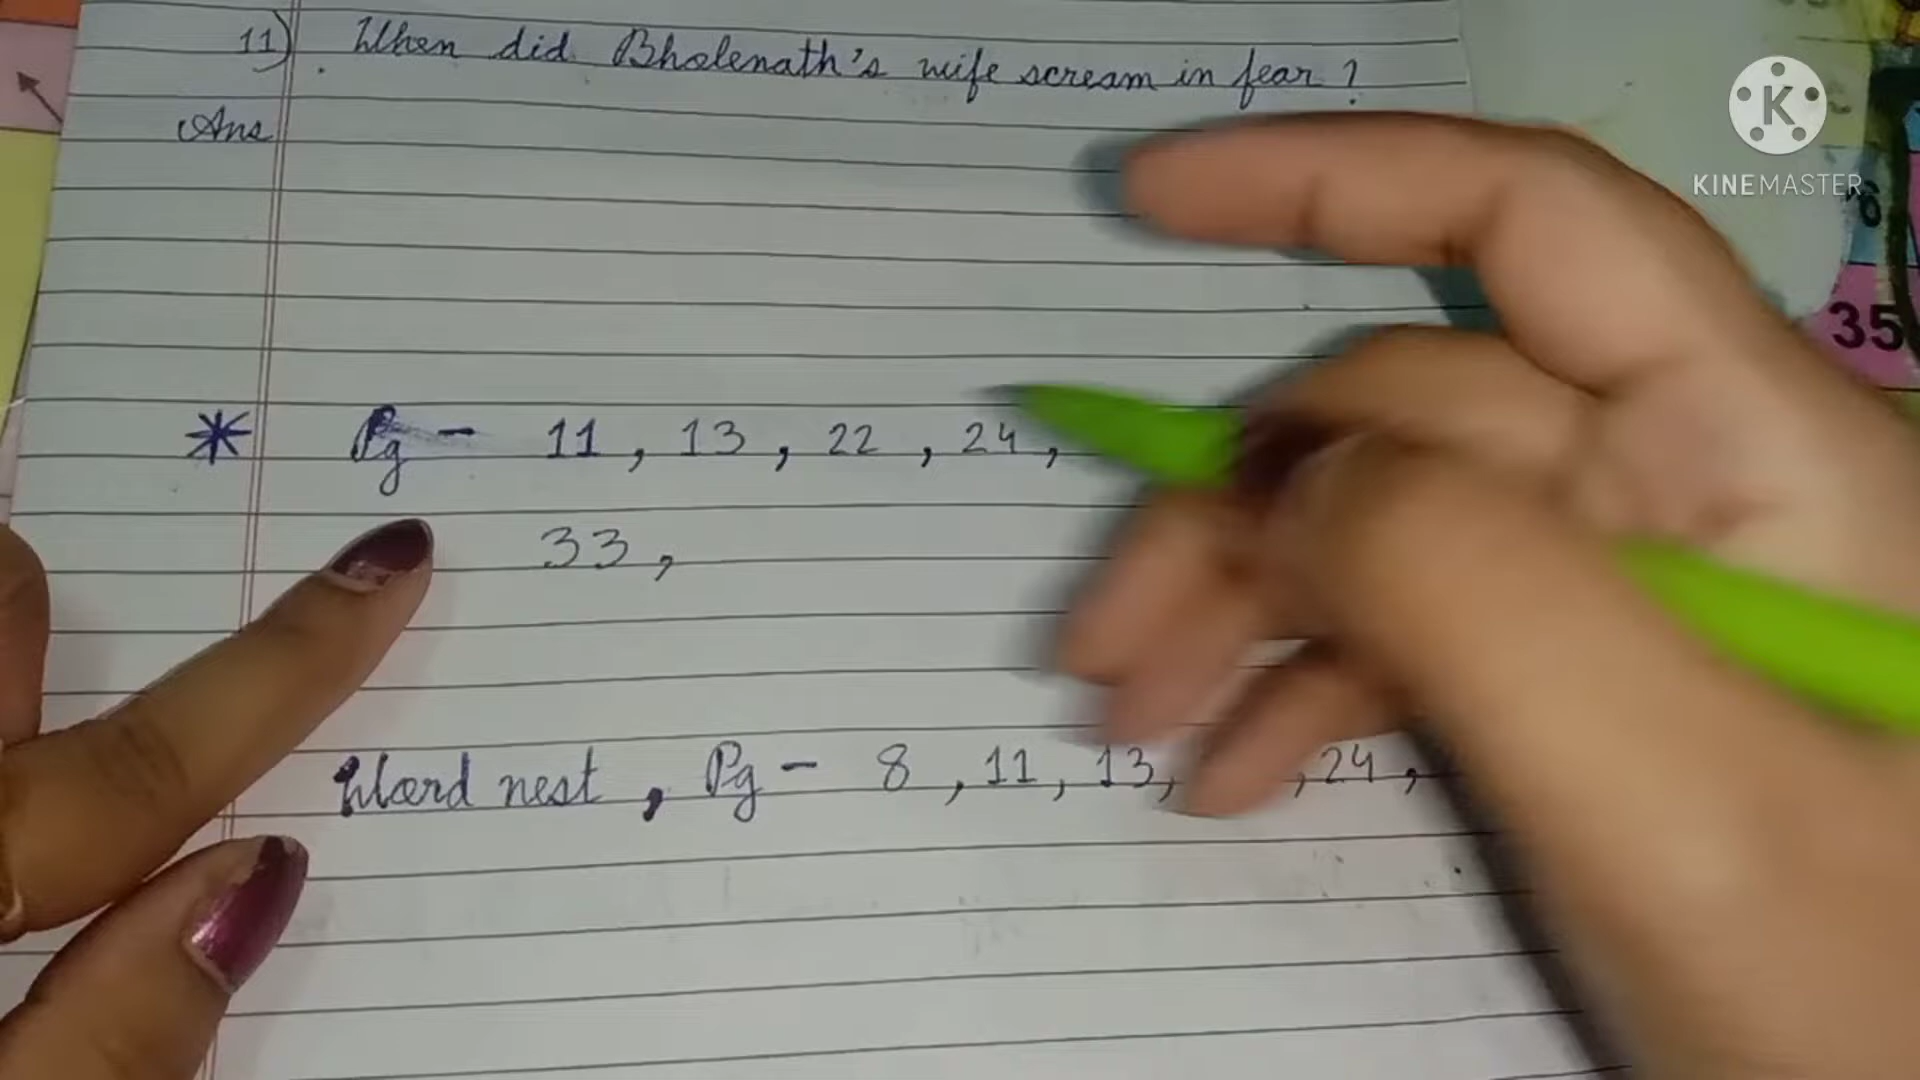 11) When did Bholenath's wife scream in fear?
Ans
* Pg - 11, 13, 22, 24,
33,
Word nest, Pg - 8, 11, 13, , 24,
KINEMASTER
35